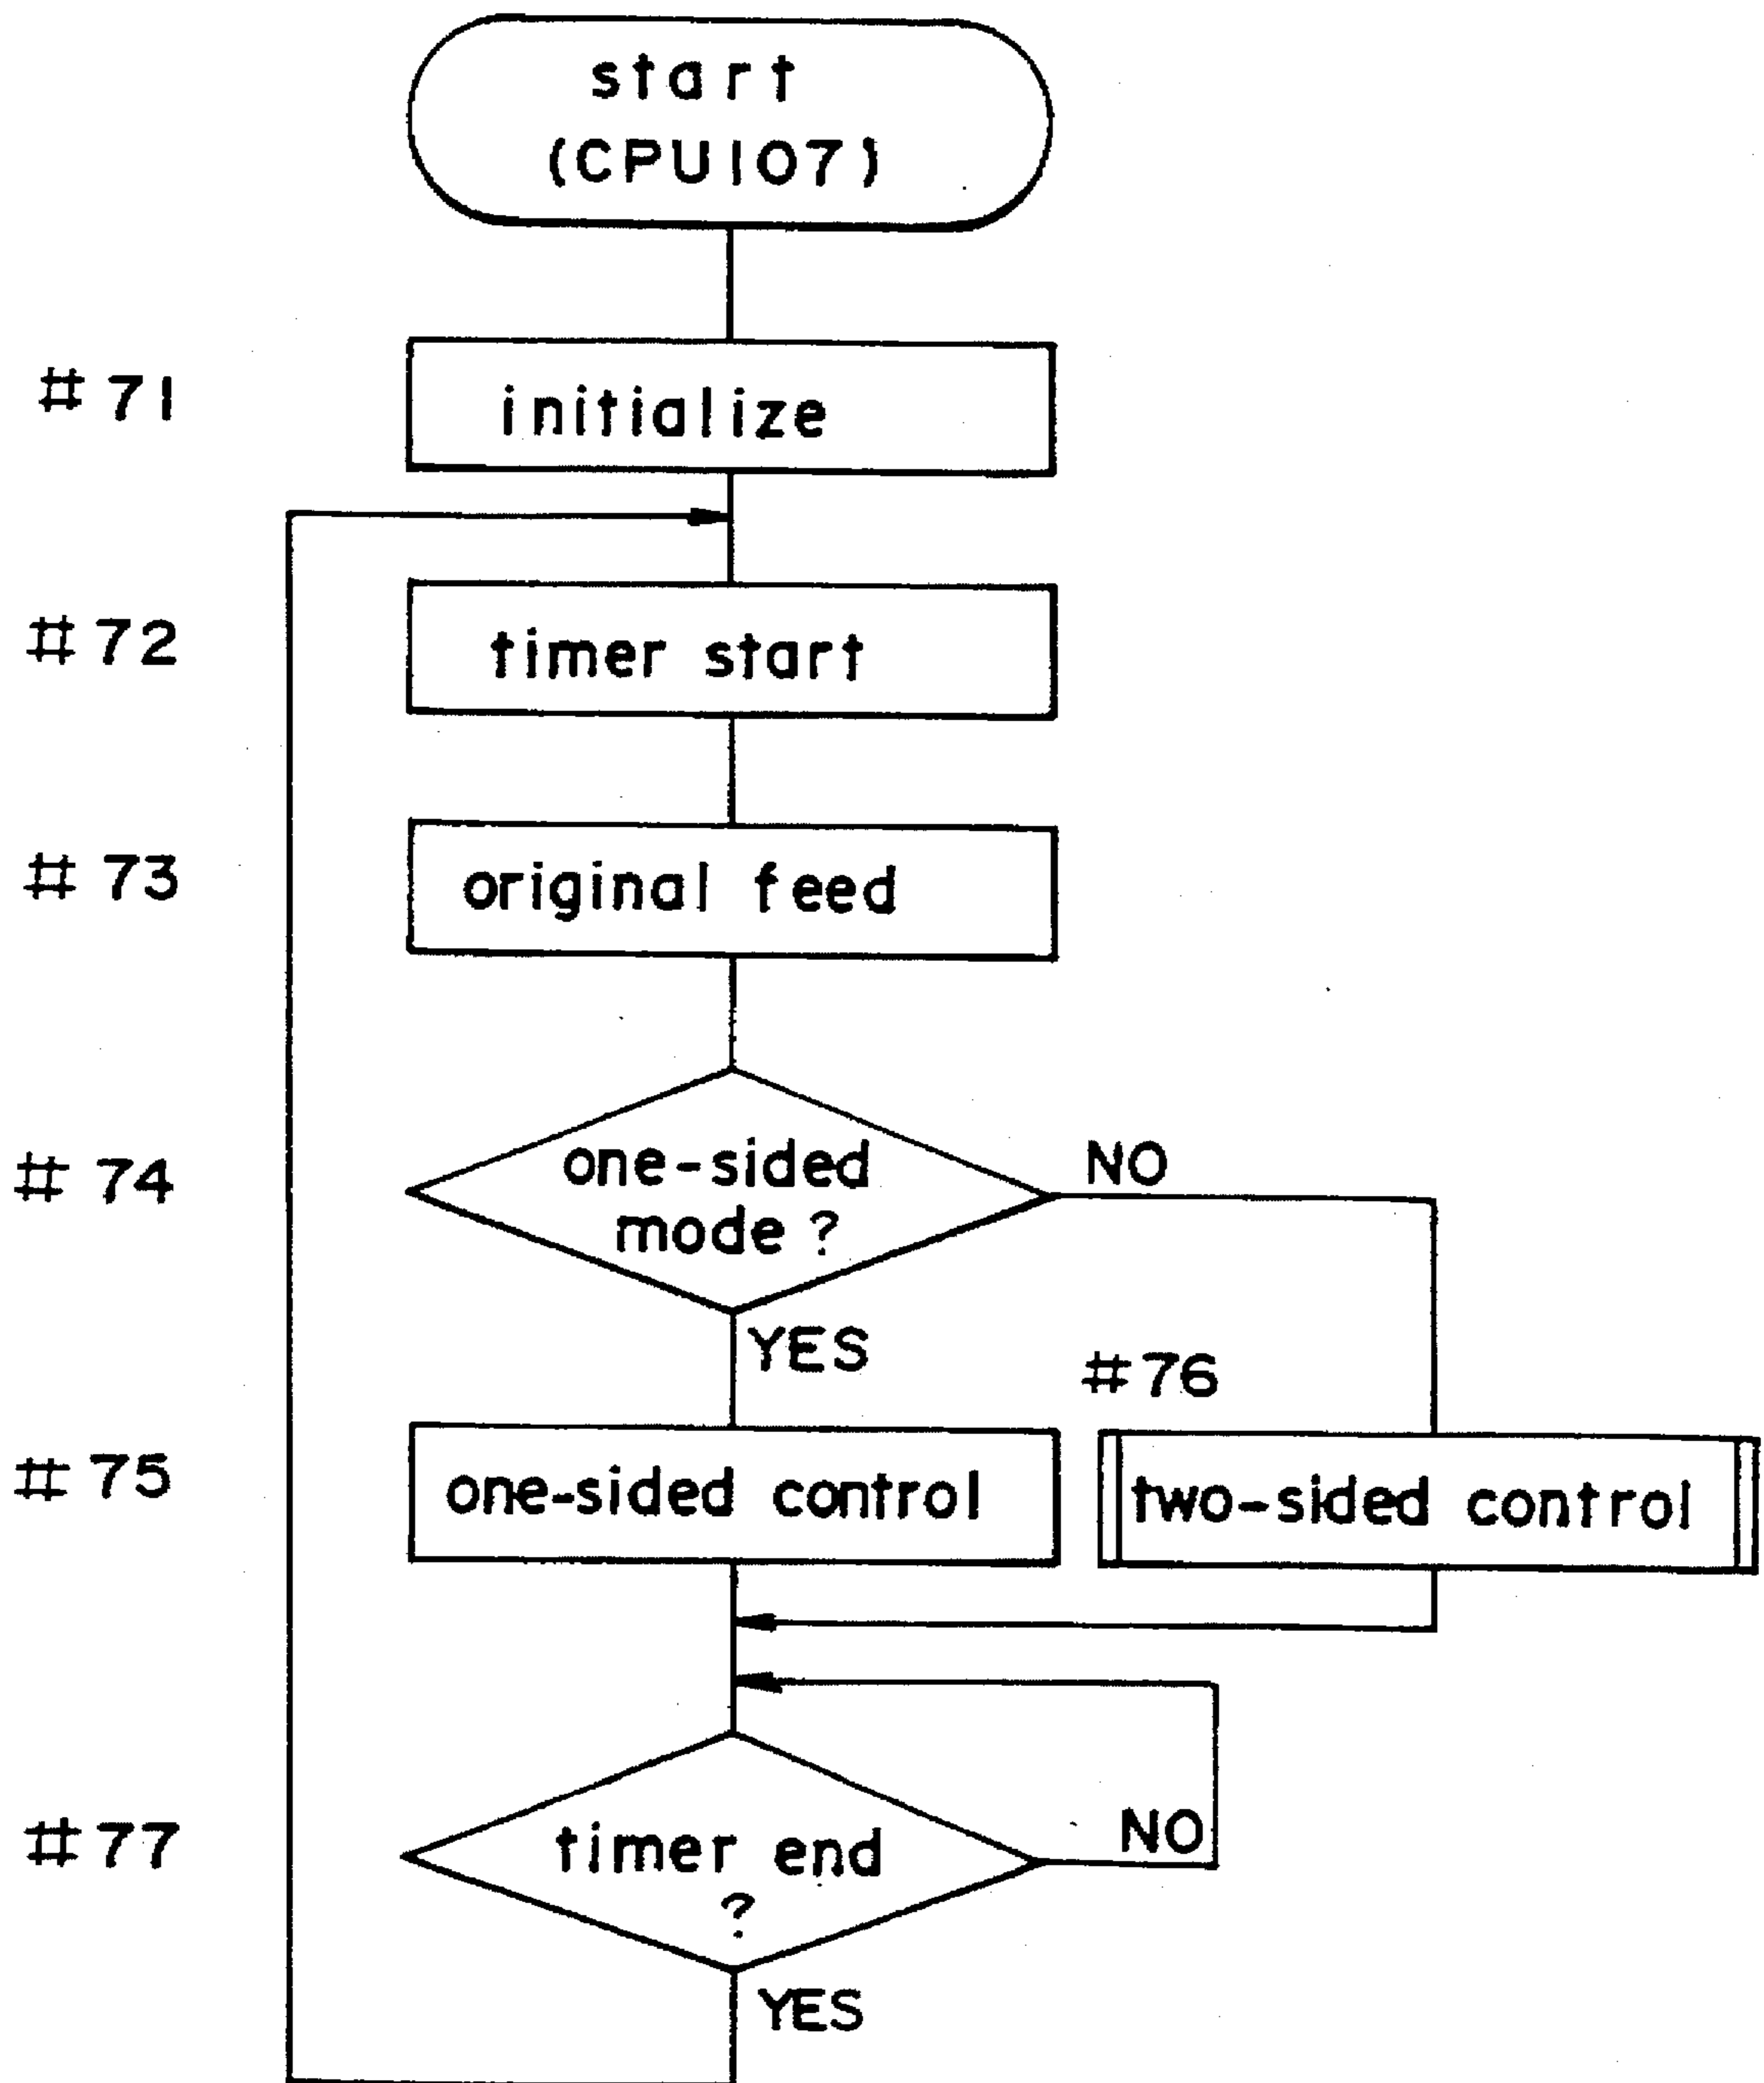 start
(CPU107)
#71
initialize
#72
timer start
#73
original feed
#74
one-sided
mode?
NO
YES
#76
#75
one-sided control
two-sided control
#77
timer end
?
NO
YES